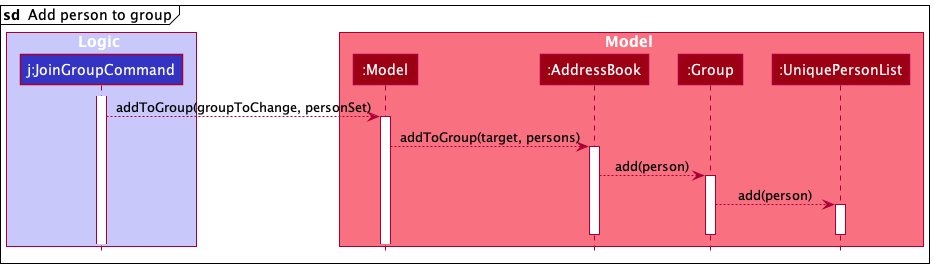 sd Add person to group
Logic
Model
j:JoinGroupCommand
:Model
:AddressBook
:Group
:UniquePersonList
addToGroup(groupToChange, personSet)
addToGroup(target, persons)
add(person)
add(person)